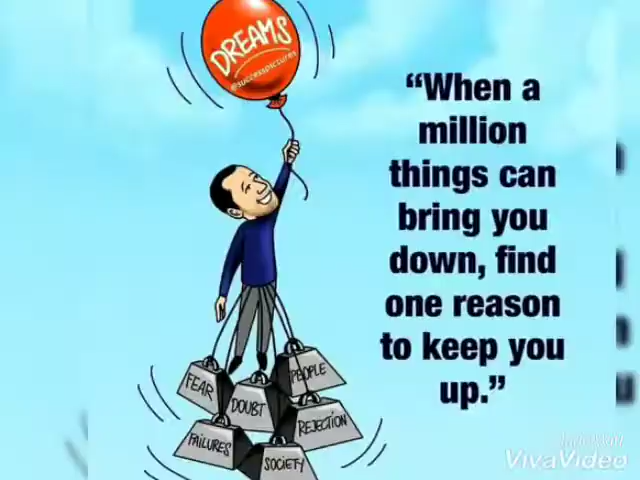 DREAMS
@successpictures
“When a
million
things can
bring you
down, find
one reason
to keep you
up.”
FEAR
DOUBT
PEOPLE
REJECTION
FAILURES
SOCIETY
VivaVideo